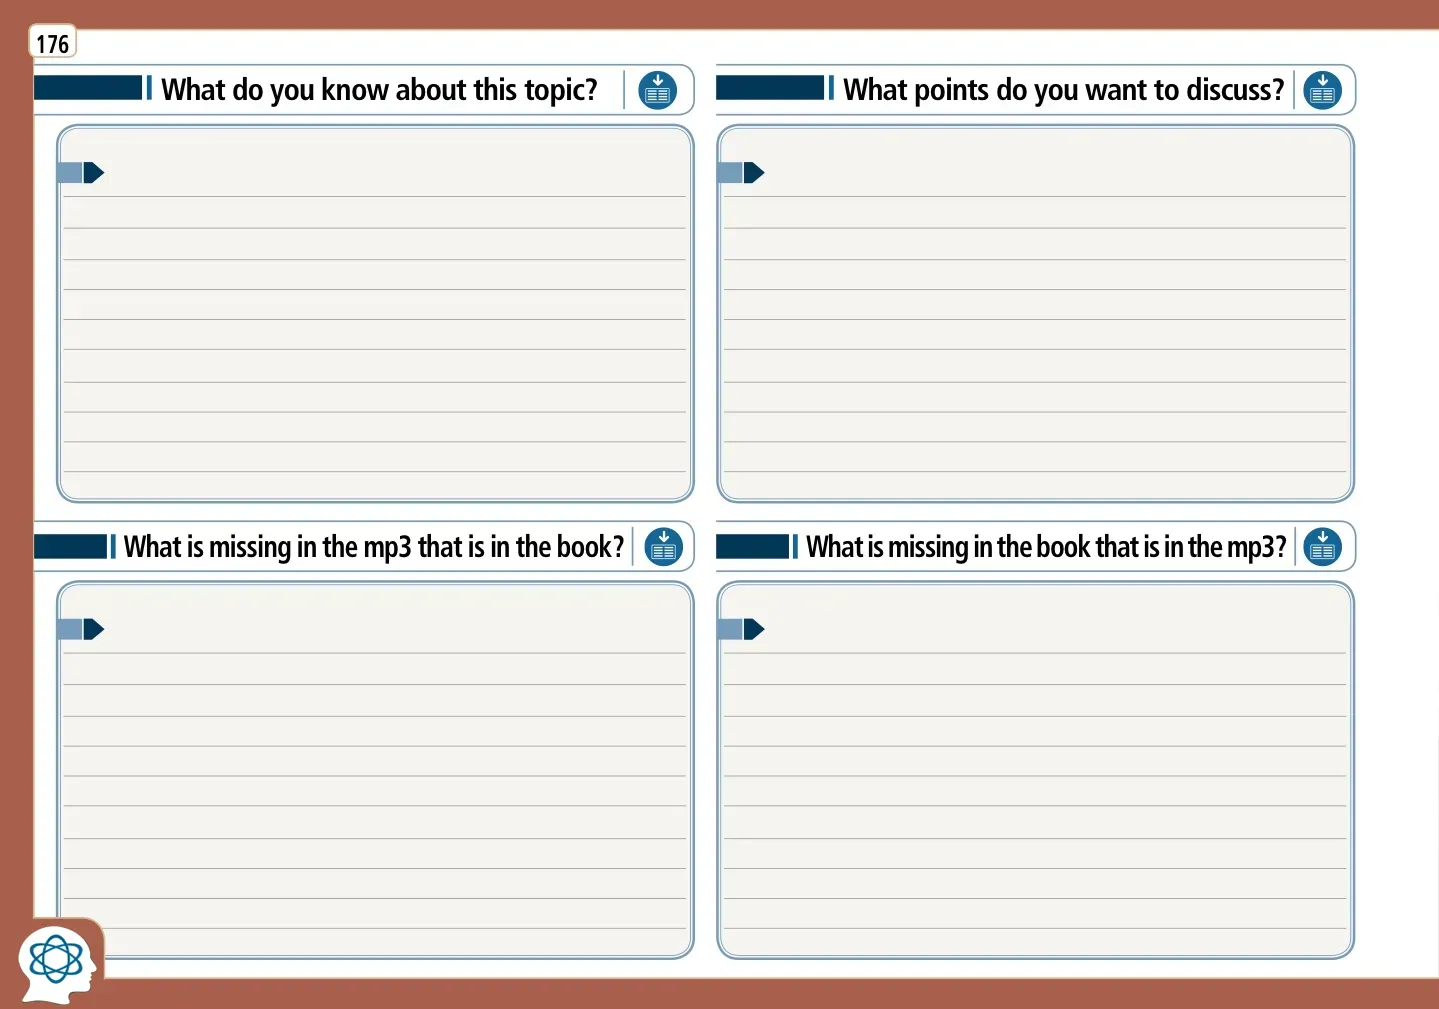 176
What do you know about this topic?
What points do you want to discuss?
What is missing in the mp3 that is in the book?
What is missing in the book that is in the mp3?